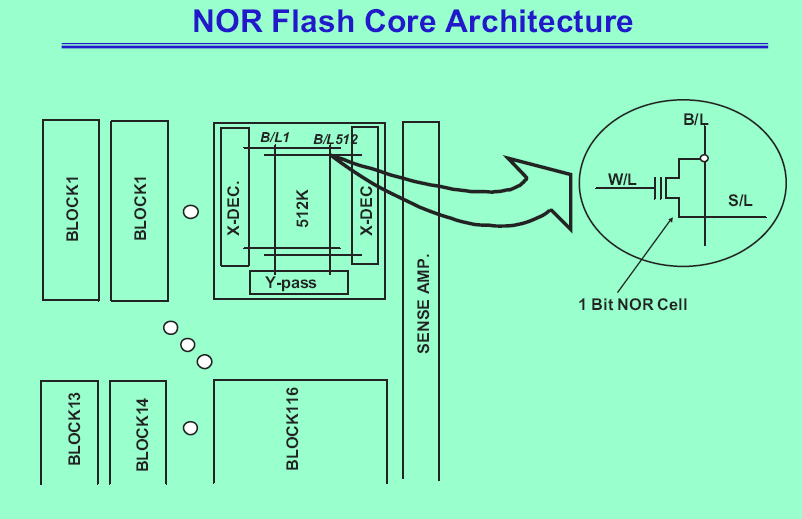 NOR Flash Core Architecture
BLOCK1
BLOCK1
X-DEC.
B/L1
B/L512
512K
X-DEC
Y-pass
SENSE AMP.
B/L
W/L
S/L
1 Bit NOR Cell
BLOCK13
BLOCK14
BLOCK116